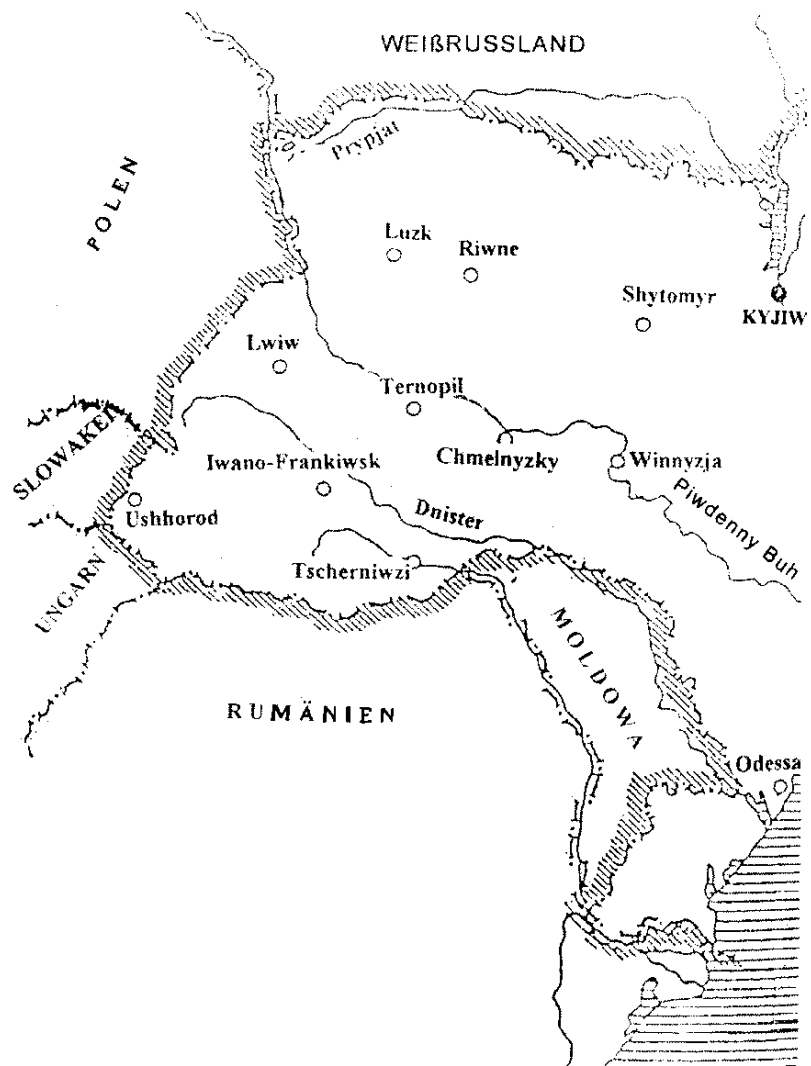 WEIßRUSSLAND
Prypjat
POLEN
Luzk
Riwne
Shytomyr
KYJIW
Lwiw
Ternopil
SLOWAKEI
Iwano-Frankiwsk
Chmelnyzky
Winnyzja
Ushhorod
Dnister
Piwdenny Buh
UNGARN
Tscherniwzi
MOLDOWA
RUMÄNIEN
Odessa